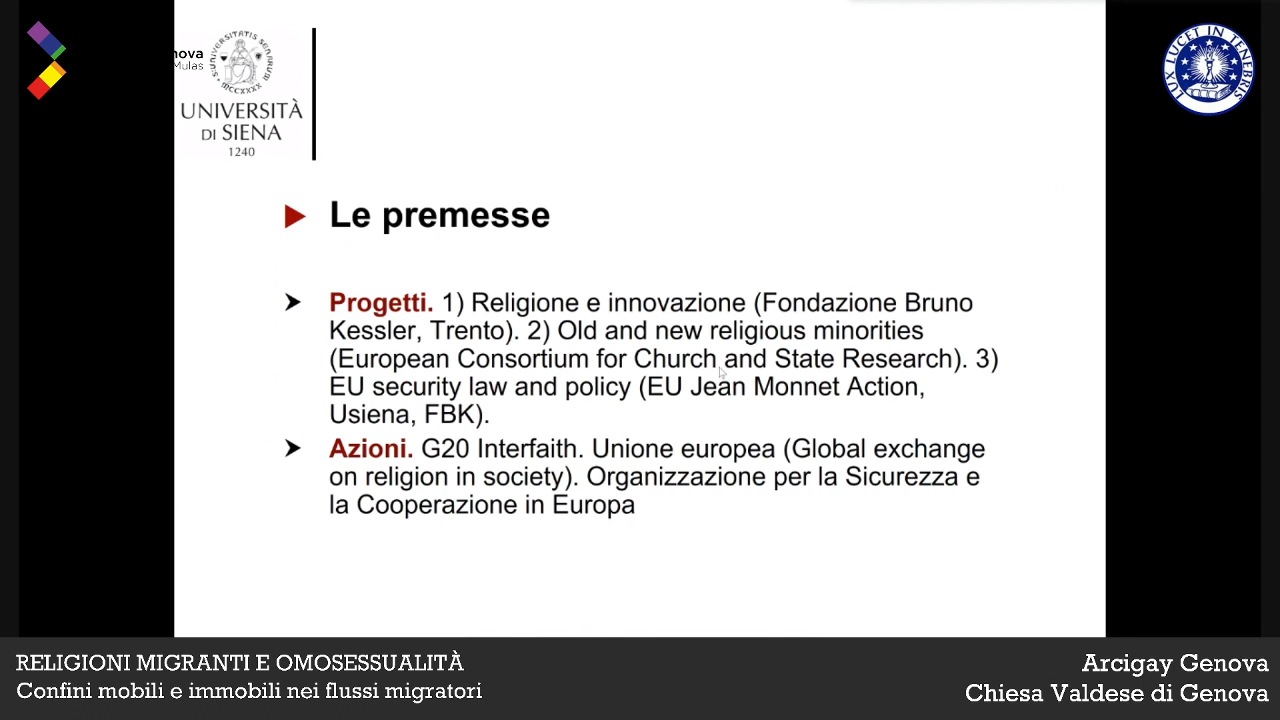 nova
Mulas
UNIVERSITÀ
DI SIENA
1240
LUX LUCET IN TENEBRIS
Le premesse
Progetti. 1) Religione e innovazione (Fondazione Bruno
Kessler, Trento). 2) Old and new religious minorities
(European Consortium for Church and State Research). 3)
EU security law and policy (EU Jean Monnet Action,
Usiena, FBK).
Azioni. G20 Interfaith. Unione europea (Global exchange
on religion in society). Organizzazione per la Sicurezza e
la Cooperazione in Europa
RELIGIONI MIGRANTI E OMOSESSUALITÀ
Confini mobili e immobili nei flussi migratori
Arcigay Genova
Chiesa Valdese di Genova